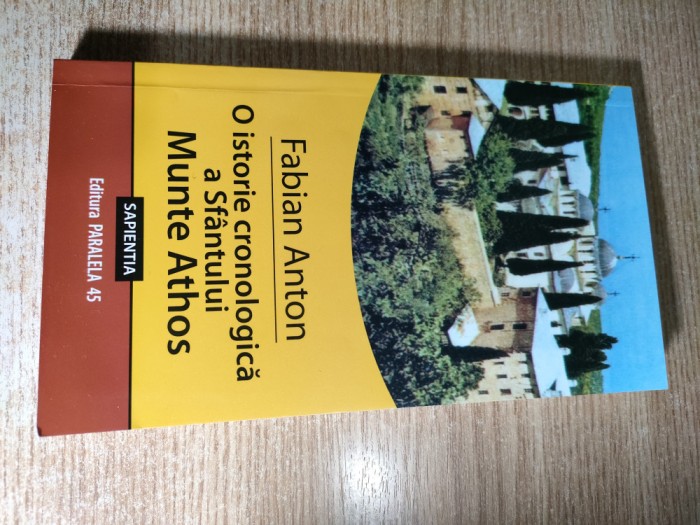 Fabian Anton
O istorie cronologică
a Sfântului
Munte Athos
SAPIENTIA
Editura PARALELA 45